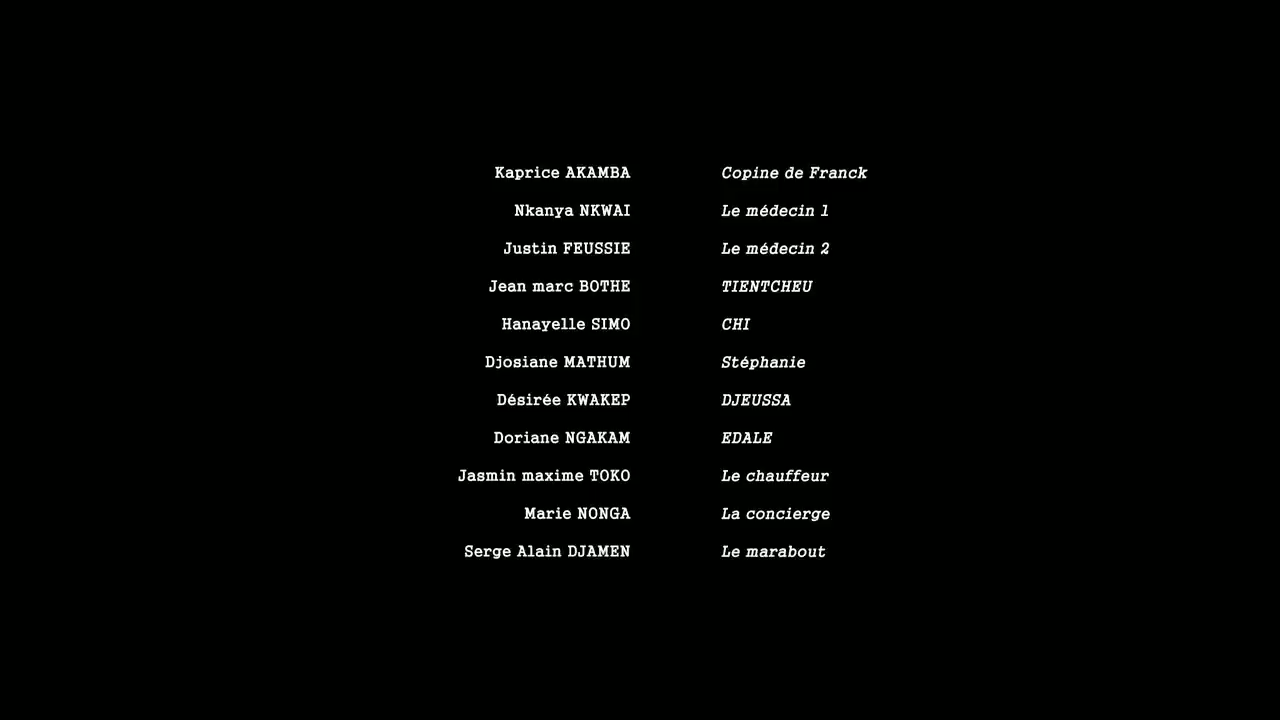 Kaprice AKAMBA Copine de Franck
Nkanya NKWAI Le médecin 1
Justin FEUSSIE Le médecin 2
Jean marc BOTHE TIENTCHEU
Hanayelle SIMO CHI
Djosiane MATHUM Stéphanie
Désirée KWAKEP DJEUSSA
Doriane NGAKAM EDALE
Jasmin maxime TOKO Le chauffeur
Marie NONGA La concierge
Serge Alain DJAMEN Le marabout